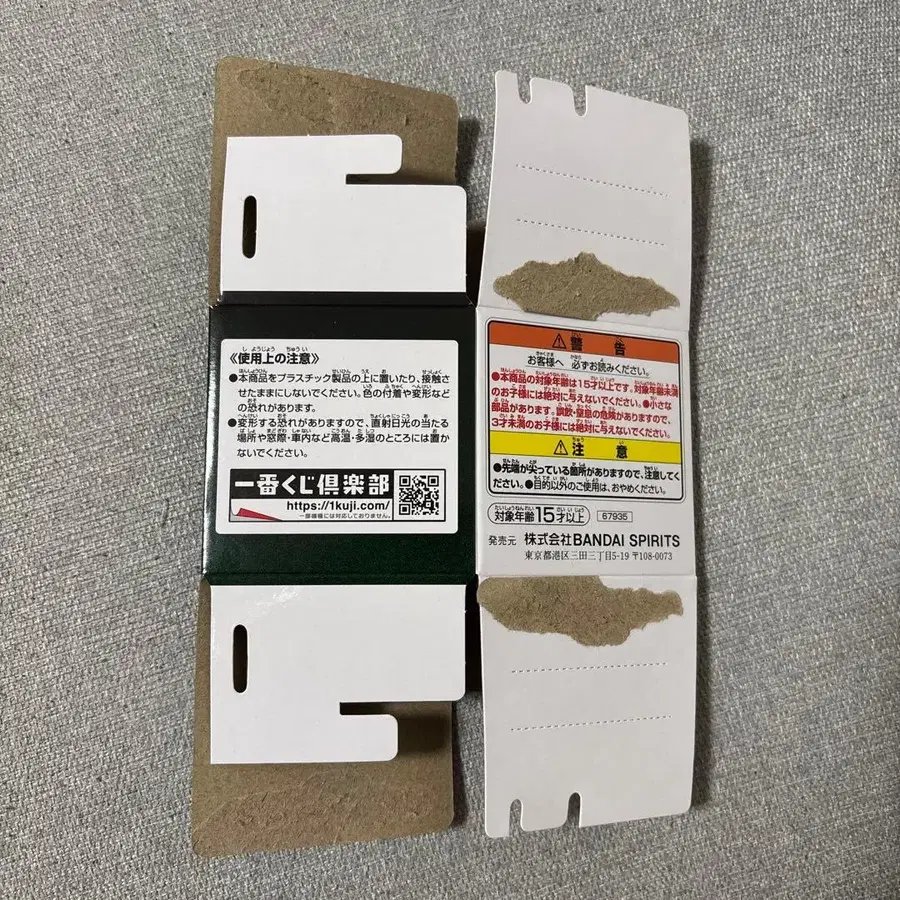 《使用上の注意》
●本商品をプラスチック製品の上に置いたり、接触さ
せたままにしないでください。色の付着や変形など
の恐れがあります。
●変形する恐れがありますので、直射日光の当たる
場所や窓際・車内など高温・多湿のところには置か
ないでください。
一番くじ倶楽部
https://1kuji.com/
一部機種には対応しておりません。
⚠警告
お客様へ 必ずお読みください。
●本商品の対象年齢は15才以上です。対象年齢未満
のお子様には絶対に与えないでください。●小さな
部品があります。誤飲・窒息の危険がありますので、
3才未満のお子様には絶対に与えないでください。
⚠注意
●先端が尖っている箇所がありますので、注意してく
ださい。●目的以外のご使用は、おやめください。
対象年齢15才以上 67935
発売元 株式会社BANDAI SPIRITS
東京都港区三田三丁目5-19 〒108-0073